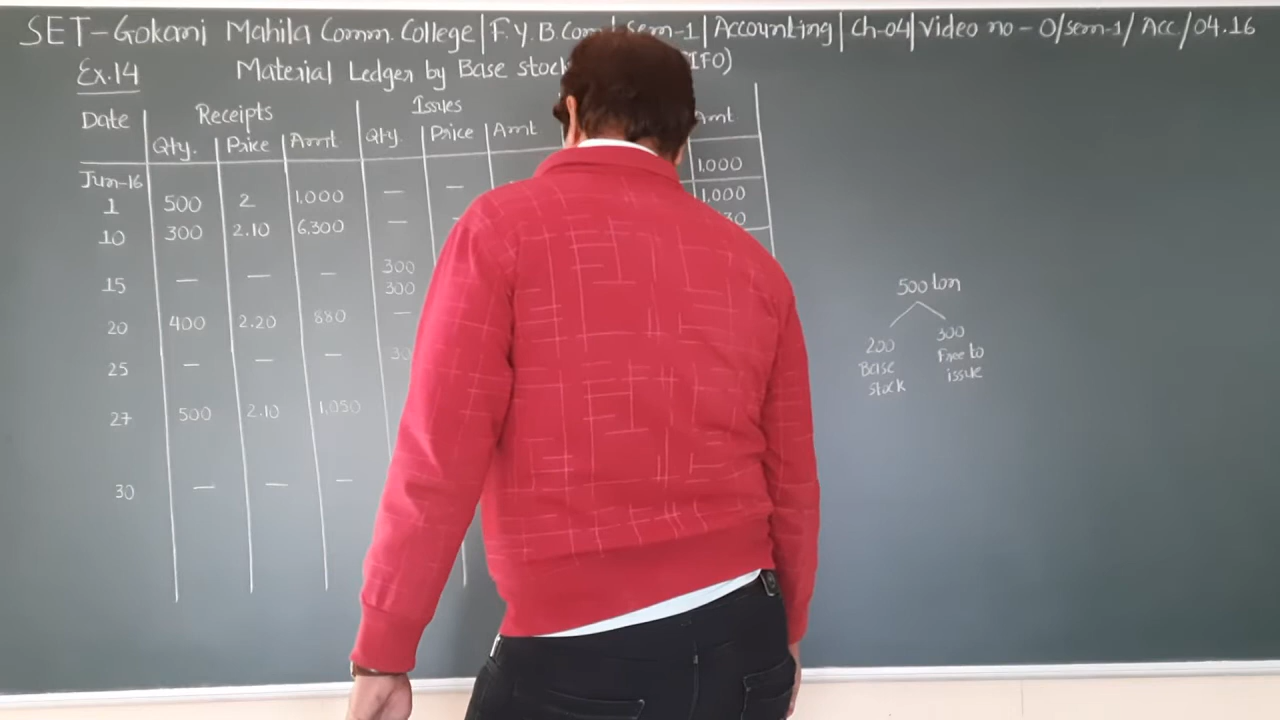 SET-Gokani Mahila Comm. College | F.Y.B.Com | Sem-1 | Accounting | Ch-04 | Video no - 0/sem-1/ Acc/04.16
Ex.14 Material Ledger by Base stock IFO)
Date Receipts Issues
Qty. Price Amt. Qty. Price Amt Amt
1,000
Jun-16
1 500 2 1,000 — — 1,000
10 300 2.10 6,300 — 30
15 — — — 300
300
20 400 2.20 880 —
25 — — — 30
27 500 2.10 1,050
30 — — —
500 ton
200 300
Base Free to
stock issue